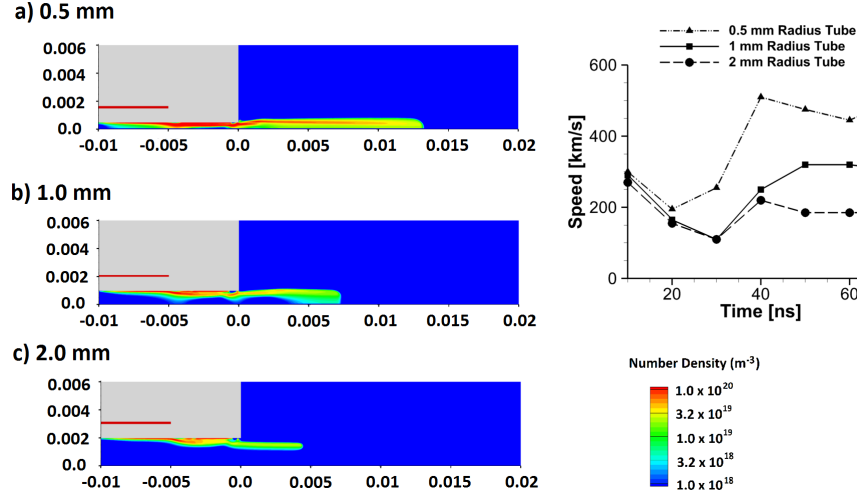 a) 0.5 mm
0.006
0.004
0.002
0.0
-0.01 -0.005 0.0 0.005 0.01 0.015 0.02
b) 1.0 mm
0.006
0.004
0.002
0.0
-0.01 -0.005 0.0 0.005 0.01 0.015 0.02
c) 2.0 mm
0.006
0.004
0.002
0.0
-0.01 -0.005 0.0 0.005 0.01 0.015 0.02
0.5 mm Radius Tube
1 mm Radius Tube
2 mm Radius Tube
600
400
200
0
Speed [km/s]
20 40 60
Time [ns]
Number Density (m⁻³)
1.0 x 10²⁰
3.2 x 10¹⁹
1.0 x 10¹⁹
3.2 x 10¹⁸
1.0 x 10¹⁸